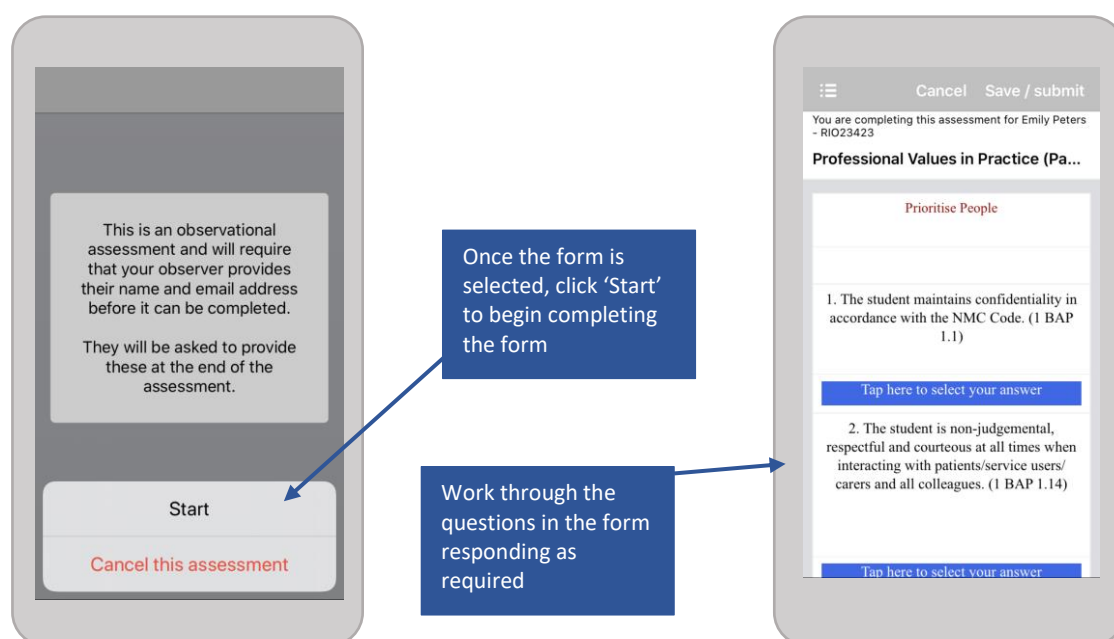 This is an observational
assessment and will require
that your observer provides
their name and email address
before it can be completed.
They will be asked to provide
these at the end of the
assessment.
Start
Cancel this assessment
Once the form is
selected, click ‘Start’
to begin completing
the form
Work through the
questions in the form
responding as
required
Cancel Save / submit
You are completing this assessment for Emily Peters
- RIO23423
Professional Values in Practice (Pa...
Prioritise People
1. The student maintains confidentiality in
accordance with the NMC Code. (1 BAP
1.1)
Tap here to select your answer
2. The student is non-judgemental,
respectful and courteous at all times when
interacting with patients/service users/
carers and all colleagues. (1 BAP 1.14)
Tap here to select your answer